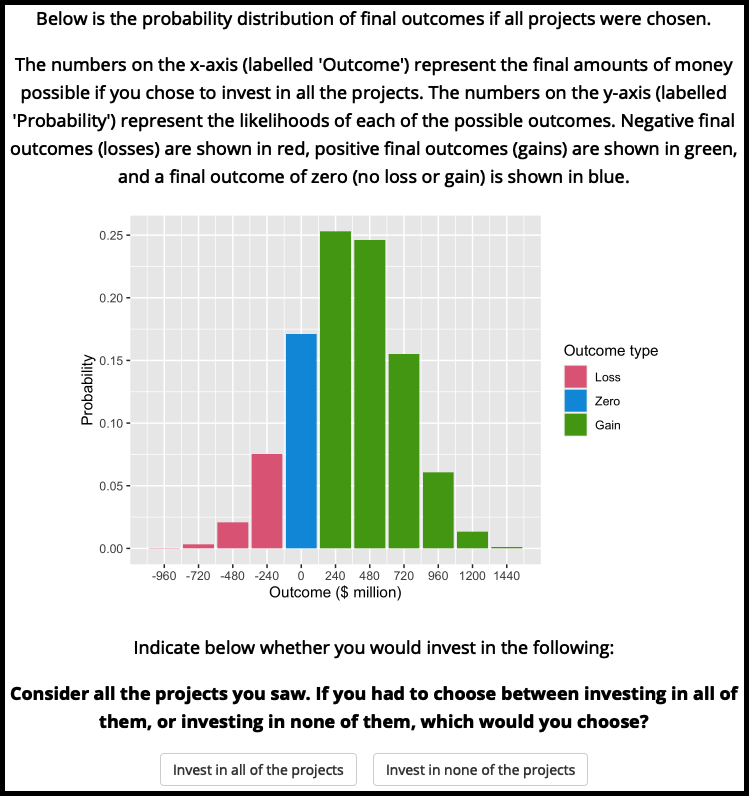 Below is the probability distribution of final outcomes if all projects were chosen.
The numbers on the x-axis (labelled 'Outcome') represent the final amounts of money
possible if you chose to invest in all the projects. The numbers on the y-axis (labelled
'Probability') represent the likelihoods of each of the possible outcomes. Negative final
outcomes (losses) are shown in red, positive final outcomes (gains) are shown in green,
and a final outcome of zero (no loss or gain) is shown in blue.
0.25
0.20
0.15
0.10
0.05
0.00
Probability
-960 -720 -480 -240 0 240 480 720 960 1200 1440
Outcome ($ million)
Outcome type
Loss
Zero
Gain
Indicate below whether you would invest in the following:
Consider all the projects you saw. If you had to choose between investing in all of
them, or investing in none of them, which would you choose?
Invest in all of the projects
Invest in none of the projects